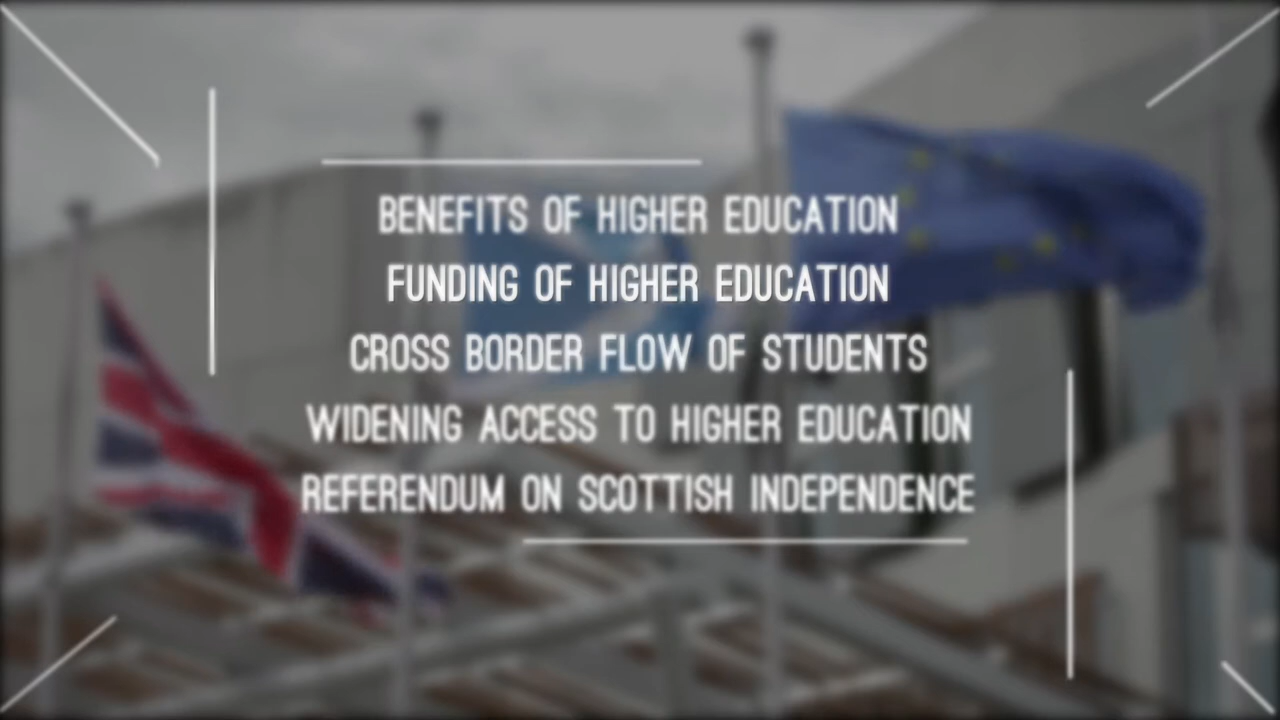 BENEFITS OF HIGHER EDUCATION
FUNDING OF HIGHER EDUCATION
CROSS BORDER FLOW OF STUDENTS
WIDENING ACCESS TO HIGHER EDUCATION
REFERENDUM ON SCOTTISH INDEPENDENCE